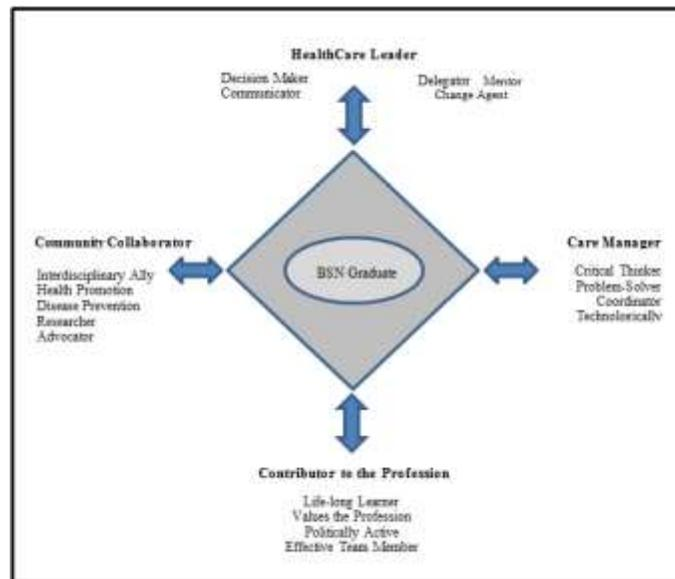 HealthCare Leader
Decision Maker
Communicator
Delegator Mentor
Change Agent
Community Collaborator
Interdisciplinary Ally
Health Promotion
Disease Prevention
Researcher
Advocator
BSN Graduate
Care Manager
Critical Thinker
Problem-Solver
Coordinator
Technologically
Contributor to the Profession
Life-long Learner
Values the Profession
Politically Active
Effective Team Member